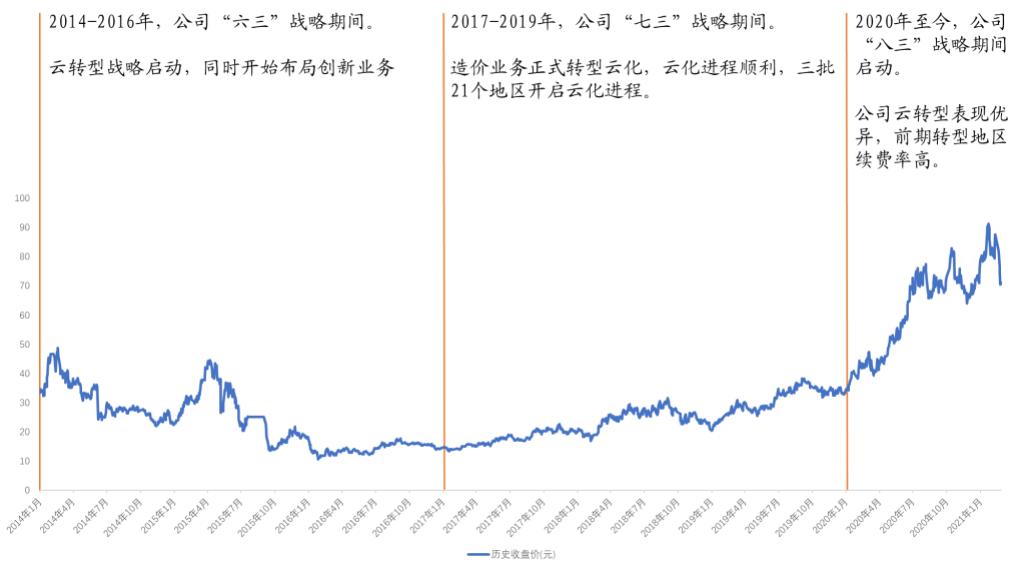 2014-2016年，公司“六三”战略期间。
云转型战略启动，同时开始布局创新业务
2017-2019年，公司“七三”战略期间。
造价业务正式转型云化，云化进程顺利，三批
21个地区开启云化进程。
2020年至今，公司
“八三”战略期间
启动。
公司云转型表现优
异，前期转型地区
续费率高。
100
90
80
70
60
50
40
30
20
10
0
2014年1月
2014年4月
2014年7月
2014年10月
2015年1月
2015年4月
2015年7月
2015年10月
2016年1月
2016年4月
2016年7月
2016年10月
2017年1月
2017年4月
2017年7月
2017年10月
2018年1月
2018年4月
2018年7月
2018年10月
2019年1月
2019年4月
2019年7月
2019年10月
2020年1月
2020年4月
2020年7月
2020年10月
2021年1月
历史收盘价(元)